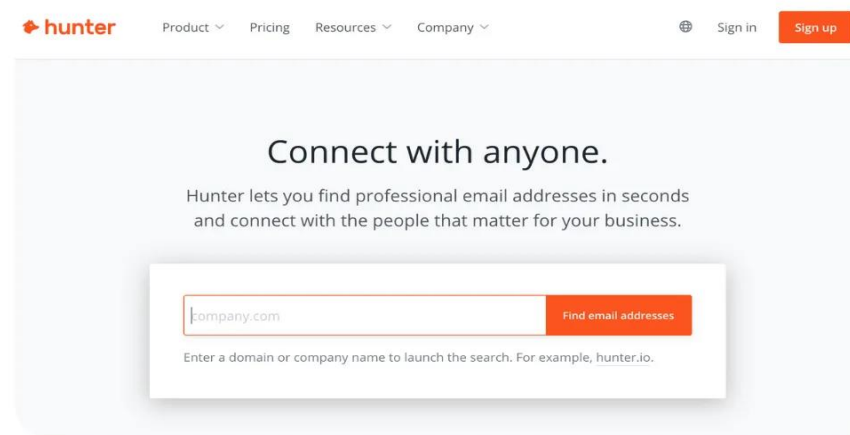 hunter Product Pricing Resources Company Sign in Sign up
Connect with anyone.
Hunter lets you find professional email addresses in seconds
and connect with the people that matter for your business.
company.com Find email addresses
Enter a domain or company name to launch the search. For example, hunter.io.